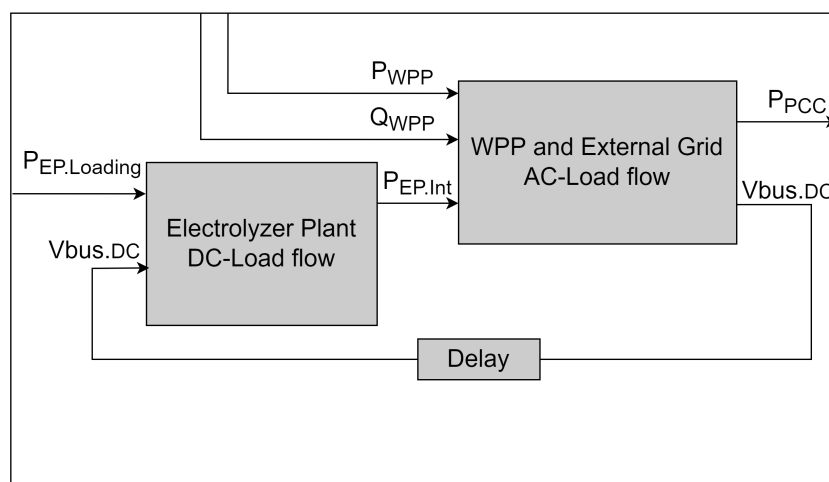 P_WPP
Q_WPP
P_PCC
WPP and External Grid
AC-Load flow
P_EP.Loading
P_EP.Int
Vbus.DC
Electrolyzer Plant
DC-Load flow
Vbus.DC
Delay